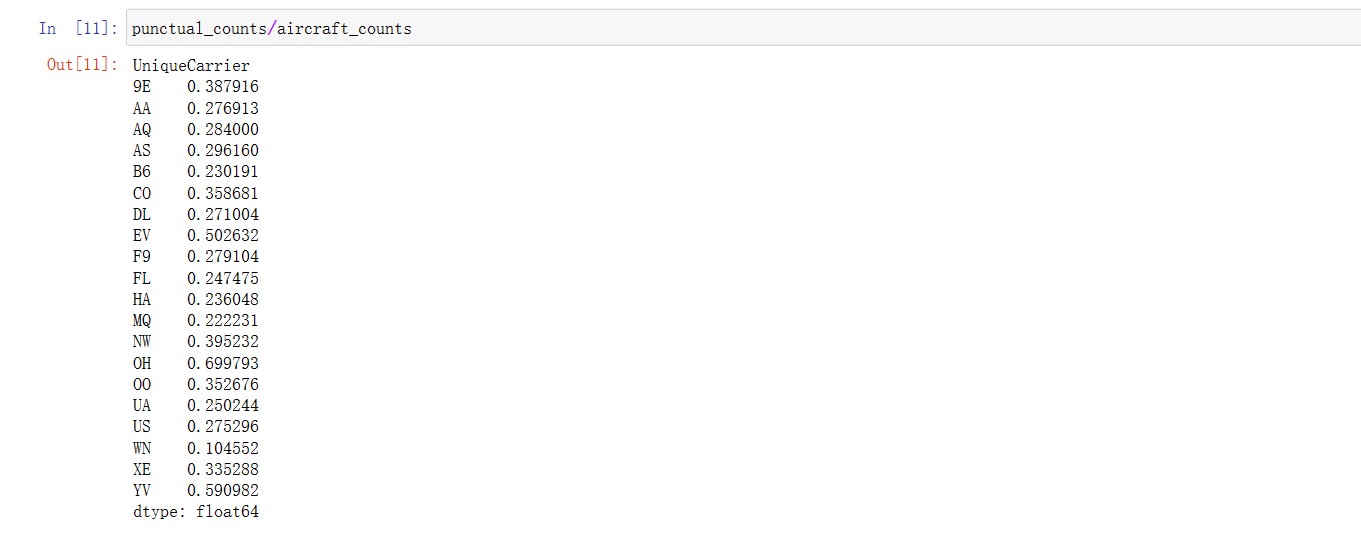 In [11]: punctual_counts/aircraft_counts
Out[11]: UniqueCarrier
9E 0.387916
AA 0.276913
AQ 0.284000
AS 0.296160
B6 0.230191
CO 0.358681
DL 0.271004
EV 0.502632
F9 0.279104
FL 0.247475
HA 0.236048
MQ 0.222231
NW 0.395232
OH 0.699793
OO 0.352676
UA 0.250244
US 0.275296
WN 0.104552
XE 0.335288
YV 0.590982
dtype: float64